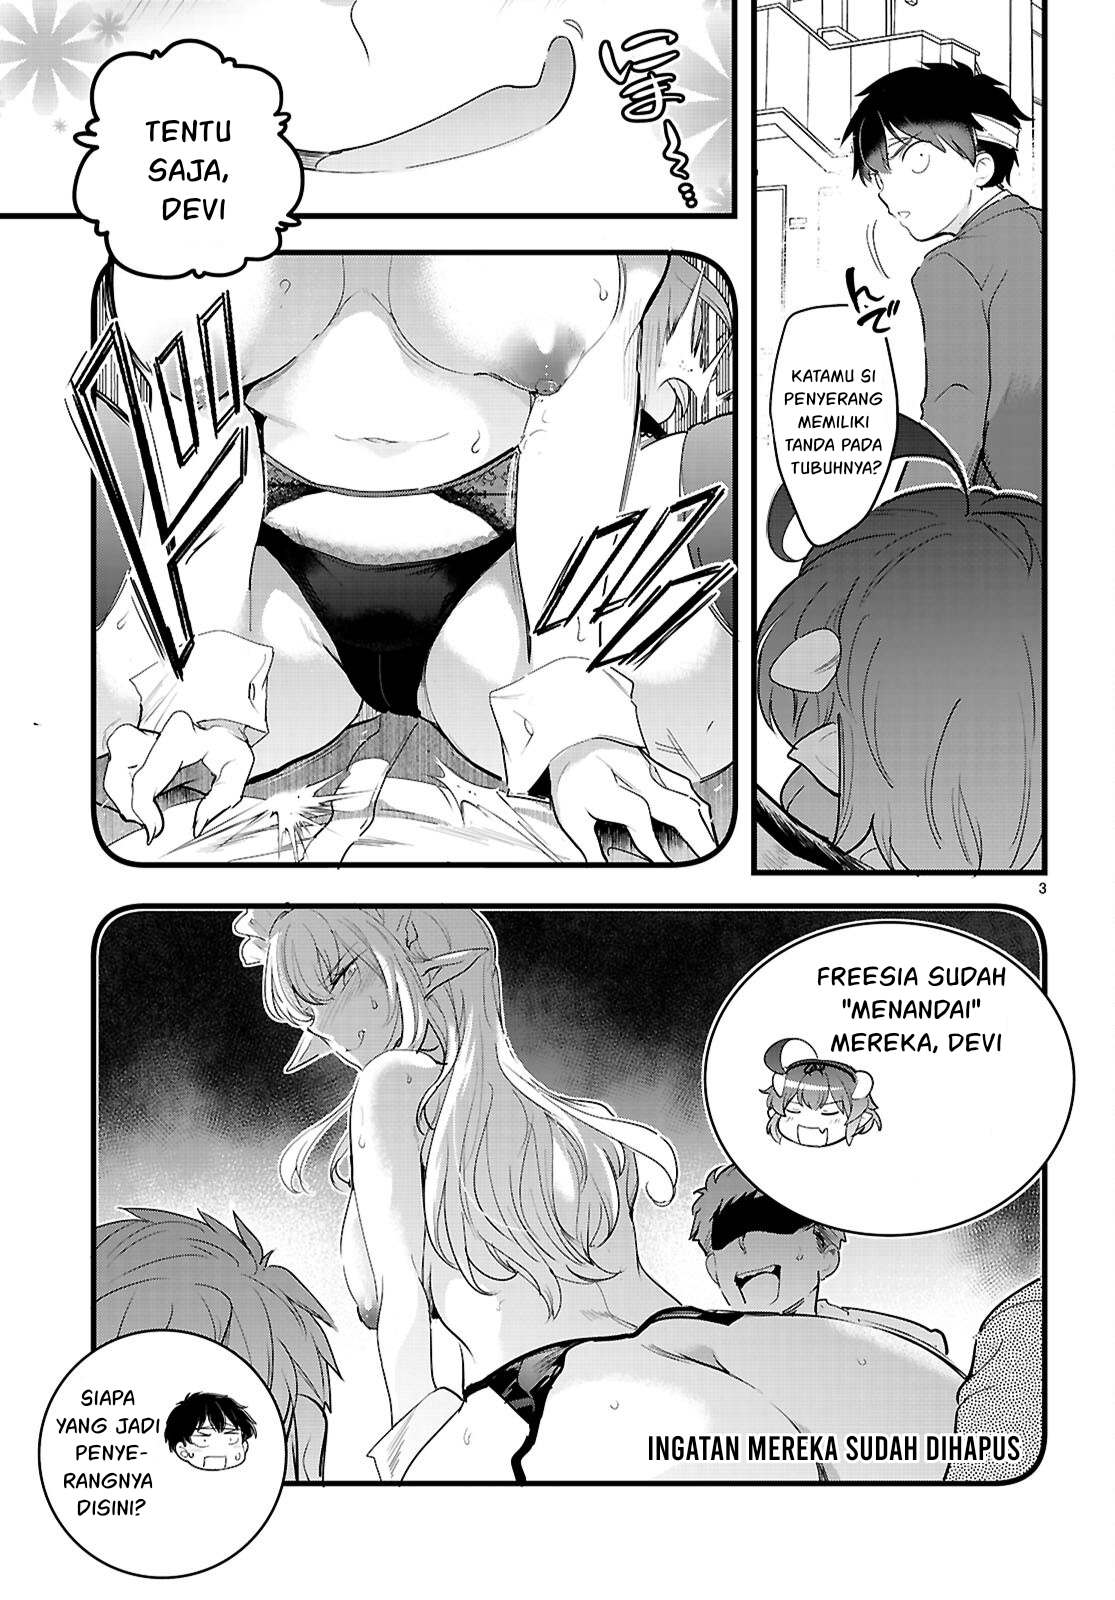 んで
KATAMU SI
PENYERANG
MEMILIKI
TANDA PADA
TUBUHNYA?
にま〜…
TENTU
SAJA,
DEVI
3
FREESIA SUDAH
"MENANDAI"
MEREKA, DEVI
SIAPA
YANG JADI
PENYE-
RANGNYA
DISINI?
INGATAN MEREKA SUDAH DIHAPUS